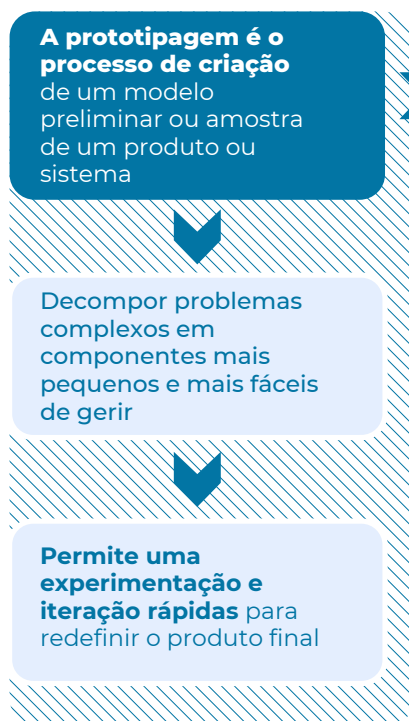 A prototipagem é o
processo de criação
de um modelo
preliminar ou amostra
de um produto ou
sistema
Decompor problemas
complexos em
componentes mais
pequenos e mais fáceis
de gerir
Permite uma
experimentação e
iteração rápidas para
redefinir o produto final